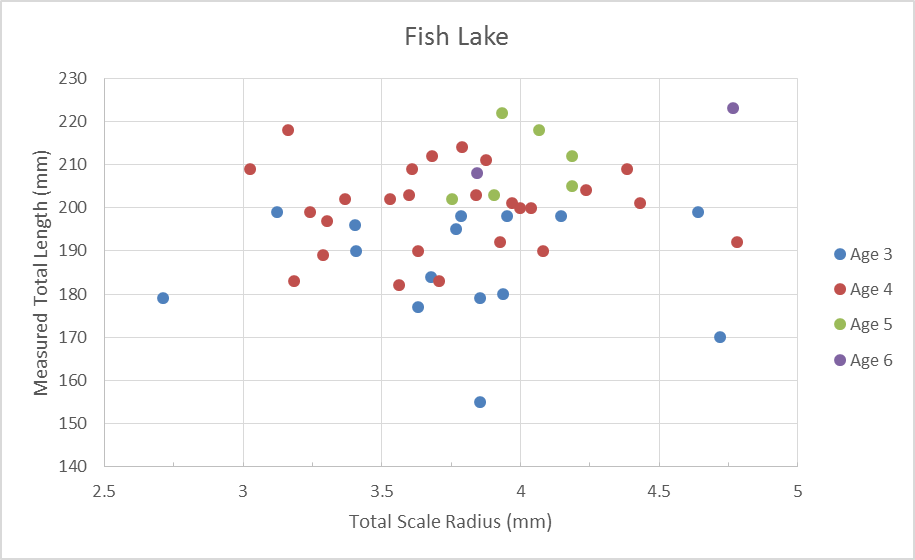 Fish Lake
Measured Total Length (mm)
230
220
210
200
190
180
170
160
150
140
2.5 3 3.5 4 4.5 5
Total Scale Radius (mm)
Age 3
Age 4
Age 5
Age 6